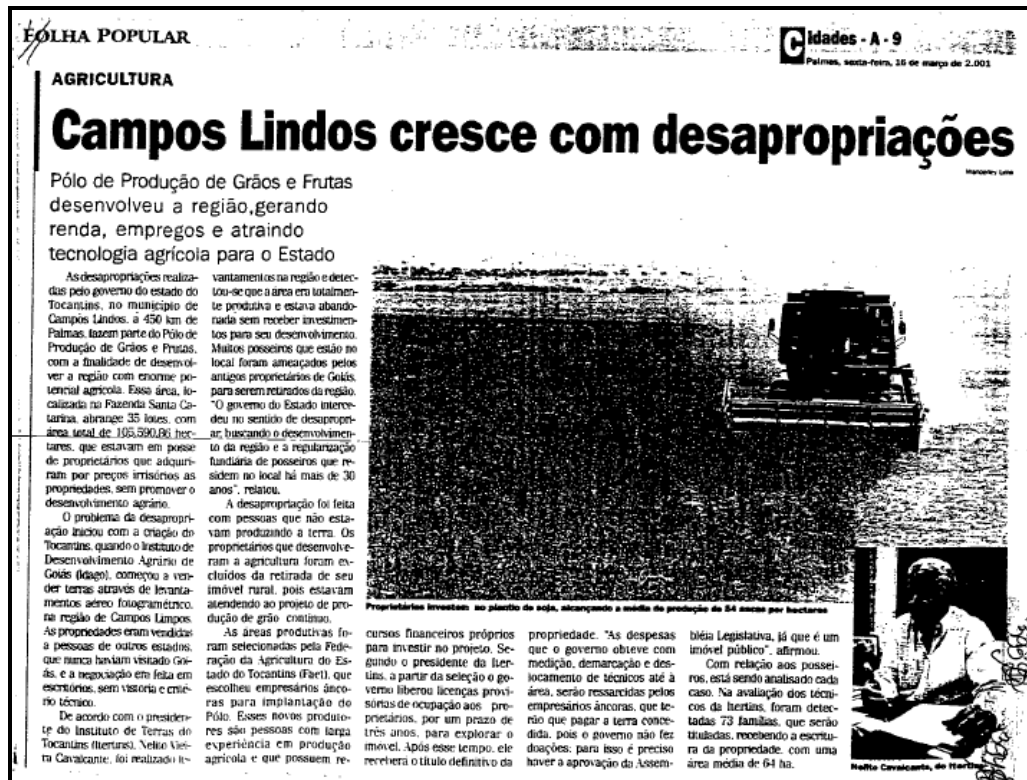 FOLHA POPULAR
Cidades - A - 9
Palmas, sexta-feira, 16 de março de 2.001
AGRICULTURA
Campos Lindos cresce com desapropriações
Pólo de Produção de Grãos e Frutas
desenvolveu a região,gerando
renda, empregos e atraindo
tecnologia agrícola para o Estado
As desapropriações realiza-
das pelo governo do estado do
Tocantins, no município de
Campos Lindos, a 450 km de
Palmas, fazem parte do Pólo de
Produção de Grãos e Frutas,
com a finalidade de desenvol-
ver a região com enorme po-
tencial agrícola. Essa área, lo-
calizada na Fazenda Santa Ca-
tarina, abrange 35 lotes, com
área total de 105.590,86 hec-
tares, que estavam em posse
de proprietários que adquiri-
ram por preços irrisórios as
propriedades, sem promover o
desenvolvimento agrário.
O problema da desapropri-
ação iniciou com a criação do
Tocantins, quando o Instituto de
Desenvolvimento Agrário de
Goiás (Idago), começou a ven-
der terras através de levanta-
mentos aéreo fotogramétrico,
na região de Campos Limpos.
As propriedades eram vendidas
a pessoas de outros estados,
que nunca haviam visitado Goi-
ás, e a negociação era feita em
escritórios, sem vistoria e crité-
rio técnico.
De acordo com o presiden-
te do Instituto de Terras do
Tocantins (Itertins), Nelito Viei-
ra Cavalcante, foi realizado le-
vantamentos na região e detec-
tou-se que a área era totalmen-
te produtiva e estava abando-
nada sem receber investimen-
tos para seu desenvolvimento.
Muitos posseiros que estão no
local foram ameaçados pelos
antigos proprietários de Goiás,
para serem retirados da região.
"O governo do Estado interce-
deu no sentido de desapropri-
ar, buscando o desenvolvimen-
to da região e a regularização
fundiária de posseiros que re-
sidem no local há mais de 30
anos", relatou.
A desapropriação foi feita
com pessoas que não esta-
vam produzindo a terra. Os
proprietários que desenvolve-
ram a agricultura foram ex-
cluídos da retirada de seu
imóvel rural, pois estavam
atendendo ao projeto de pro-
dução de grão contínuo.
As áreas produtivas fo-
ram selecionadas pela Fede-
ração da Agricultura do Es-
tado do Tocantins (Faet), que
escolheu empresários ânco-
ras para implantação do
Pólo. Esses novos produto-
res são pessoas com larga
experiência em produção
agrícola e que possuem re-
Proprietários investem no plantio de soja, alcançando a média de produção de 54 sacas por hectares
cursos financeiros próprios
para investir no projeto. Se-
gundo o presidente da Iter-
tins, a partir da seleção o go-
verno liberou licenças provi-
sórias de ocupação aos pro-
prietários, por um prazo de
três anos, para explorar o
imóvel. Após esse tempo, ele
receberá o título definitivo da
propriedade. "As despesas
que o governo obteve com
medição, demarcação e des-
locamento de técnicos até a
área, serão ressarcidas pelos
empresários âncoras, que te-
rão que pagar a terra conce-
dida, pois o governo não fez
doações; para isso é preciso
haver a aprovação da Assem-
bléia Legislativa, já que é um
imóvel público", afirmou.
Com relação aos possei-
ros, está sendo analisado cada
caso. Na avaliação dos técni-
cos da Itertins, foram detec-
tadas 73 famílias, que serão
tituladas, recebendo a escritu-
ra da propriedade, com uma
área média de 64 ha.
Nelito Cavalcante, do Itertins